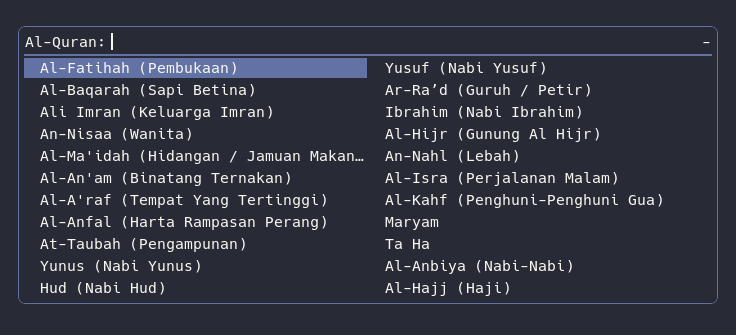 Al-Quran:
-
Al-Fatihah (Pembukaan)
Al-Baqarah (Sapi Betina)
Ali Imran (Keluarga Imran)
An-Nisaa (Wanita)
Al-Ma'idah (Hidangan / Jamuan Makan…
Al-An'am (Binatang Ternakan)
Al-A'raf (Tempat Yang Tertinggi)
Al-Anfal (Harta Rampasan Perang)
At-Taubah (Pengampunan)
Yunus (Nabi Yunus)
Hud (Nabi Hud)
Yusuf (Nabi Yusuf)
Ar-Ra’d (Guruh / Petir)
Ibrahim (Nabi Ibrahim)
Al-Hijr (Gunung Al Hijr)
An-Nahl (Lebah)
Al-Isra (Perjalanan Malam)
Al-Kahf (Penghuni-Penghuni Gua)
Maryam
Ta Ha
Al-Anbiya (Nabi-Nabi)
Al-Hajj (Haji)